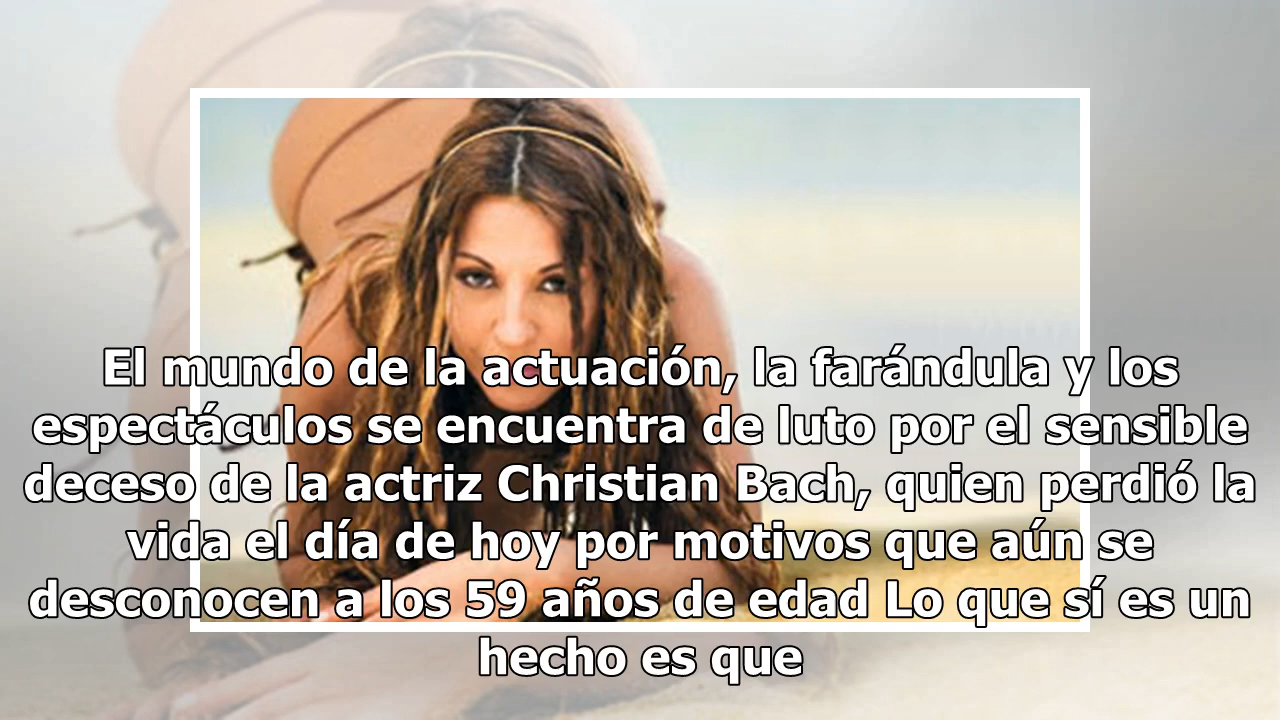 El mundo de la actuación, la farándula y los
espectáculos se encuentra de luto por el sensible
deceso de la actriz Christian Bach, quien perdió la
vida el día de hoy por motivos que aún se
desconocen a los 59 años de edad Lo que sí es un
hecho es que